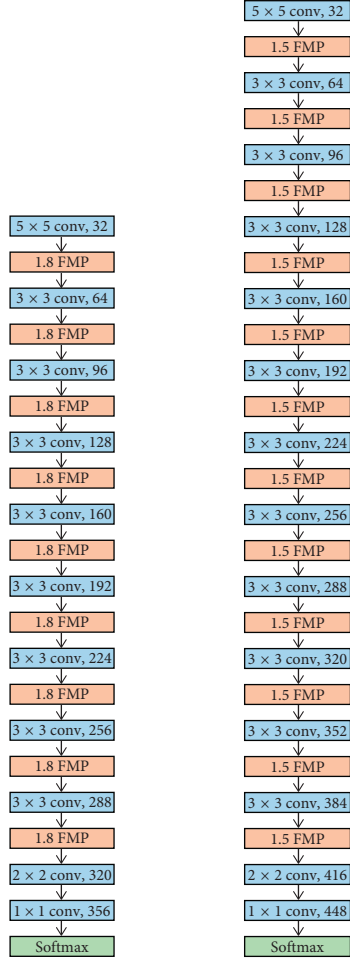 5 × 5 conv, 32
1.8 FMP
3 × 3 conv, 64
1.8 FMP
3 × 3 conv, 96
1.8 FMP
3 × 3 conv, 128
1.8 FMP
3 × 3 conv, 160
1.8 FMP
3 × 3 conv, 192
1.8 FMP
3 × 3 conv, 224
1.8 FMP
3 × 3 conv, 256
1.8 FMP
3 × 3 conv, 288
1.8 FMP
2 × 2 conv, 320
1 × 1 conv, 356
Softmax
5 × 5 conv, 32
1.5 FMP
3 × 3 conv, 64
1.5 FMP
3 × 3 conv, 96
1.5 FMP
3 × 3 conv, 128
1.5 FMP
3 × 3 conv, 160
1.5 FMP
3 × 3 conv, 192
1.5 FMP
3 × 3 conv, 224
1.5 FMP
3 × 3 conv, 256
1.5 FMP
3 × 3 conv, 288
1.5 FMP
3 × 3 conv, 320
1.5 FMP
3 × 3 conv, 352
1.5 FMP
3 × 3 conv, 384
1.5 FMP
2 × 2 conv, 416
1 × 1 conv, 448
Softmax